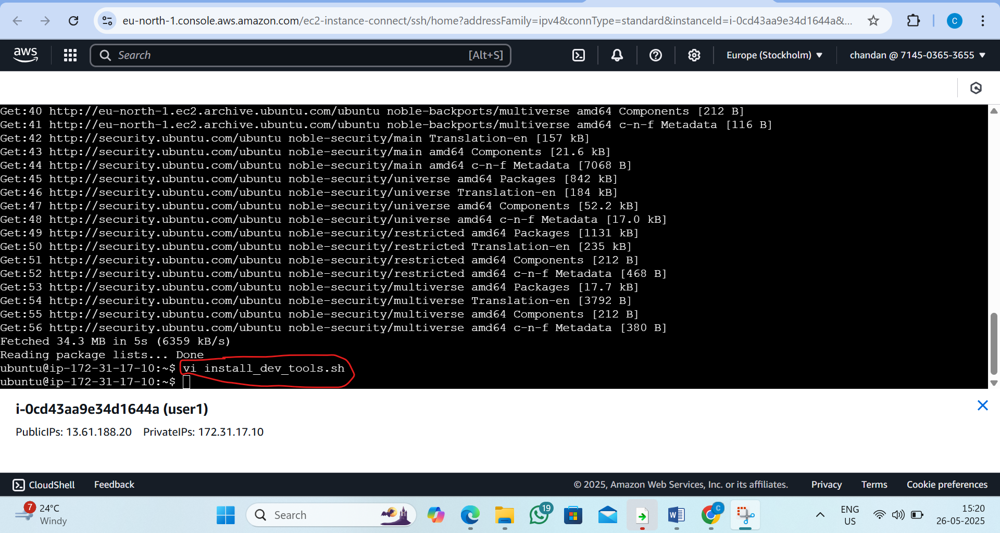 eu-north-1.console.aws.amazon.com/ec2-instance-connect/ssh/home?addressFamily=ipv4&connType=standard&instanceId=i-0cd43aa9e34d1644a&...
C
aws
Search
[Alt+S]
Europe (Stockholm)
chandan @ 7145-0365-3655
Get:40 http://eu-north-1.ec2.archive.ubuntu.com/ubuntu noble-backports/multiverse amd64 Components [212 B]
Get:41 http://eu-north-1.ec2.archive.ubuntu.com/ubuntu noble-backports/multiverse amd64 c-n-f Metadata [116 B]
Get:42 http://security.ubuntu.com/ubuntu noble-security/main Translation-en [157 kB]
Get:43 http://security.ubuntu.com/ubuntu noble-security/main amd64 Components [21.6 kB]
Get:44 http://security.ubuntu.com/ubuntu noble-security/main amd64 c-n-f Metadata [7068 B]
Get:45 http://security.ubuntu.com/ubuntu noble-security/universe amd64 Packages [842 kB]
Get:46 http://security.ubuntu.com/ubuntu noble-security/universe Translation-en [184 kB]
Get:47 http://security.ubuntu.com/ubuntu noble-security/universe amd64 Components [52.2 kB]
Get:48 http://security.ubuntu.com/ubuntu noble-security/universe amd64 c-n-f Metadata [17.0 kB]
Get:49 http://security.ubuntu.com/ubuntu noble-security/restricted amd64 Packages [1131 kB]
Get:50 http://security.ubuntu.com/ubuntu noble-security/restricted Translation-en [235 kB]
Get:51 http://security.ubuntu.com/ubuntu noble-security/restricted amd64 Components [212 B]
Get:52 http://security.ubuntu.com/ubuntu noble-security/restricted amd64 c-n-f Metadata [468 B]
Get:53 http://security.ubuntu.com/ubuntu noble-security/multiverse amd64 Packages [17.7 kB]
Get:54 http://security.ubuntu.com/ubuntu noble-security/multiverse Translation-en [3792 B]
Get:55 http://security.ubuntu.com/ubuntu noble-security/multiverse amd64 Components [212 B]
Get:56 http://security.ubuntu.com/ubuntu noble-security/multiverse amd64 c-n-f Metadata [380 B]
Fetched 34.3 MB in 5s (6359 kB/s)
Reading package lists... Done
ubuntu@ip-172-31-17-10:~$ vi install_dev_tools.sh
ubuntu@ip-172-31-17-10:~$
i-0cd43aa9e34d1644a (user1)
PublicIPs: 13.61.188.20 PrivateIPs: 172.31.17.10
CloudShell
Feedback
© 2025, Amazon Web Services, Inc. or its affiliates.
Privacy
Terms
Cookie preferences
7
24°C
Windy
Search
19
W
C
ENG
US
15:20
26-05-2025